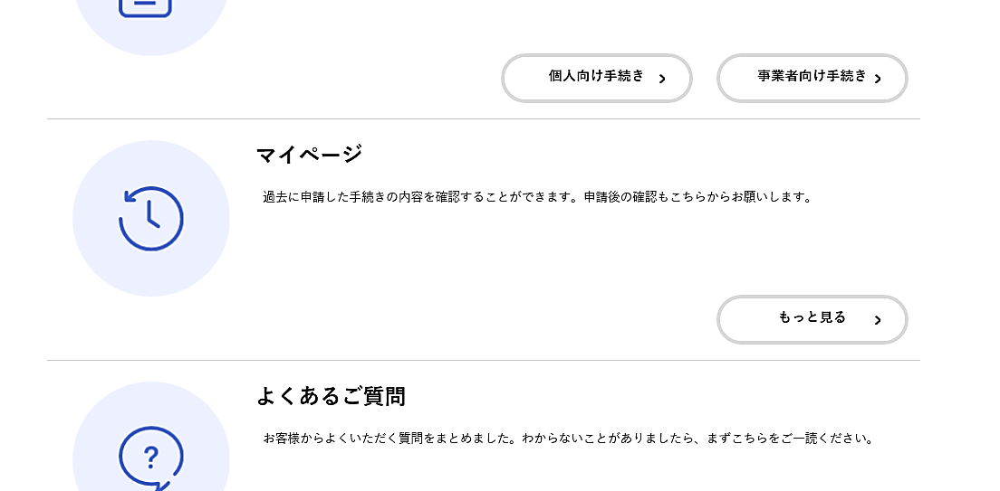 個人向け手続き
事業者向け手続き
マイページ
過去に申請した手続きの内容を確認することができます。申請後の確認もこちらからお願いします。
もっと見る
よくあるご質問
お客様からよくいただく質問をまとめました。わからないことがありましたら、まずこちらをご一読ください。